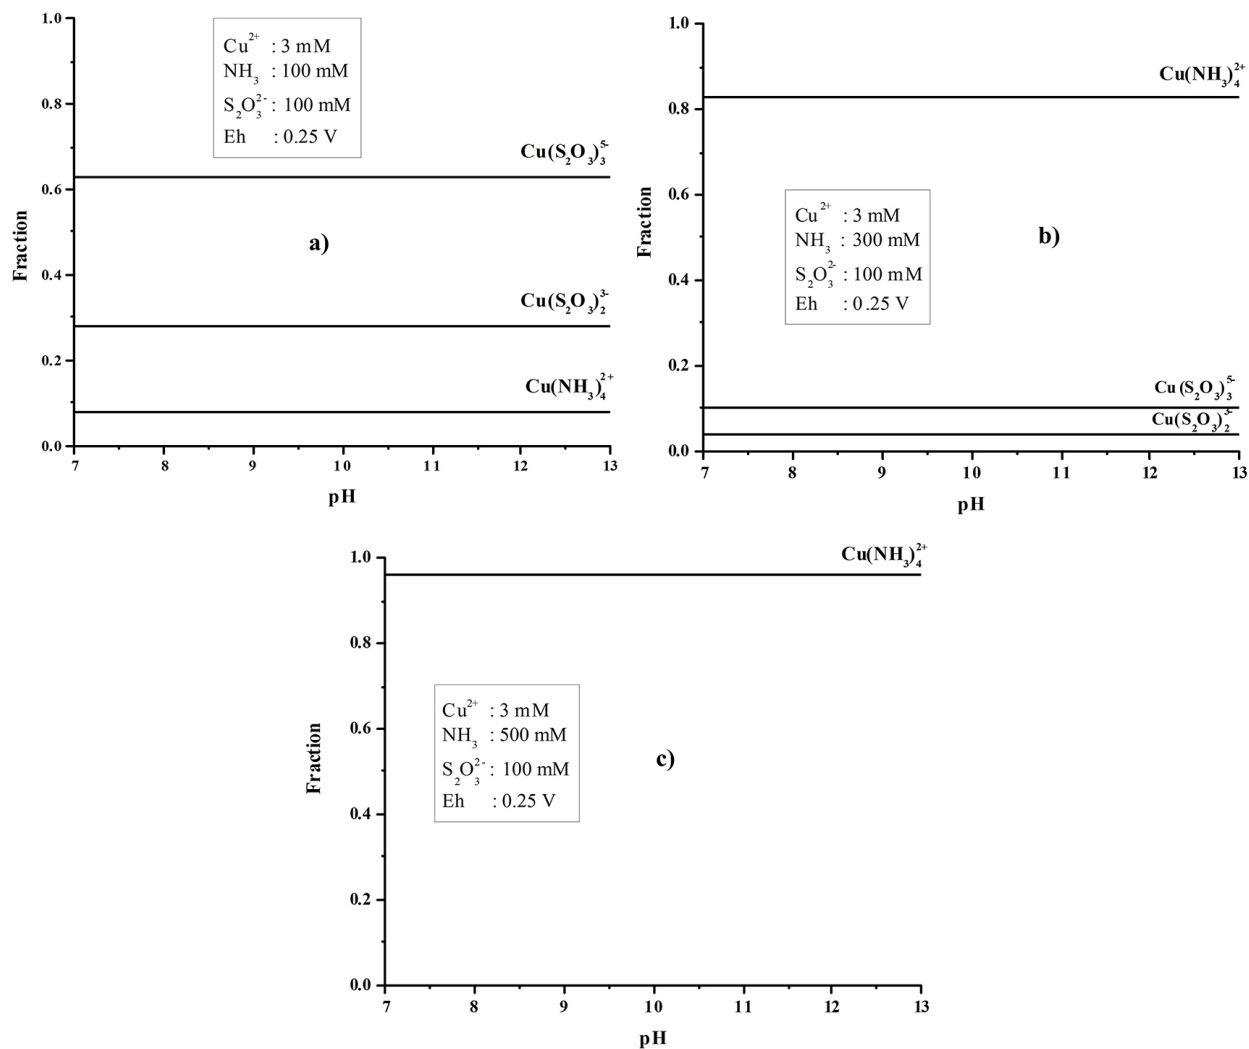 1.0
0.8
0.6
0.4
0.2
0.0
Fraction
Cu²⁺ : 3 mM
NH₃ : 100 mM
S₂O₃²⁻ : 100 mM
Eh : 0.25 V
Cu(S₂O₃)₃⁵⁻
a)
Cu(S₂O₃)₂³⁻
Cu(NH₃)₄²⁺
7 8 9 10 11 12 13
pH
1.0
0.8
0.6
0.4
0.2
0.0
Fraction
Cu(NH₃)₄²⁺
Cu²⁺ : 3 mM
NH₃ : 300 mM
S₂O₃²⁻ : 100 mM
Eh : 0.25 V
b)
Cu(S₂O₃)₃⁵⁻
Cu(S₂O₃)₂³⁻
7 8 9 10 11 12 13
pH
1.0
0.8
0.6
0.4
0.2
0.0
Fraction
Cu(NH₃)₄²⁺
Cu²⁺ : 3 mM
NH₃ : 500 mM
S₂O₃²⁻ : 100 mM
Eh : 0.25 V
c)
7 8 9 10 11 12 13
pH